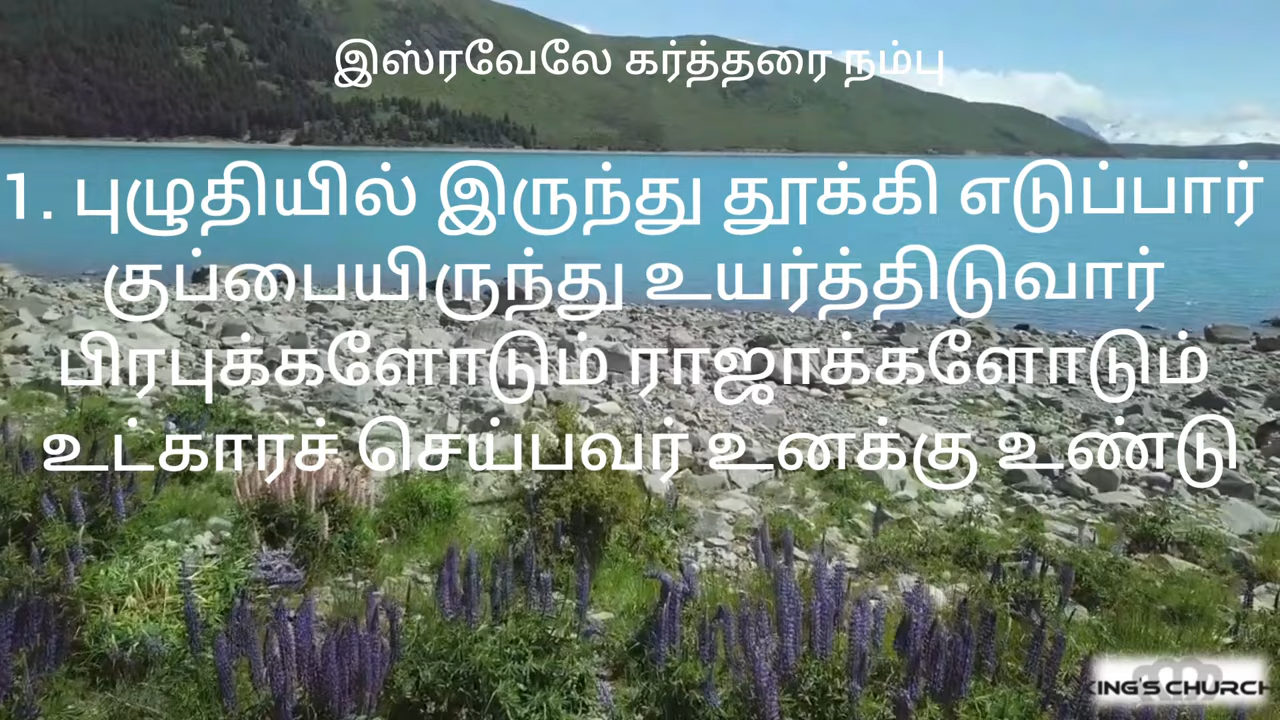 இஸ்ரவேலே கர்த்தரை நம்பு
1. புழுதியில் இருந்து தூக்கி எடுப்பார்
குப்பையிருந்து உயர்த்திடுவார்
பிரபுக்களோடும் ராஜாக்களோடும்
உட்காரச் செய்பவர் உனக்கு உண்டு
KING'S CHURCH